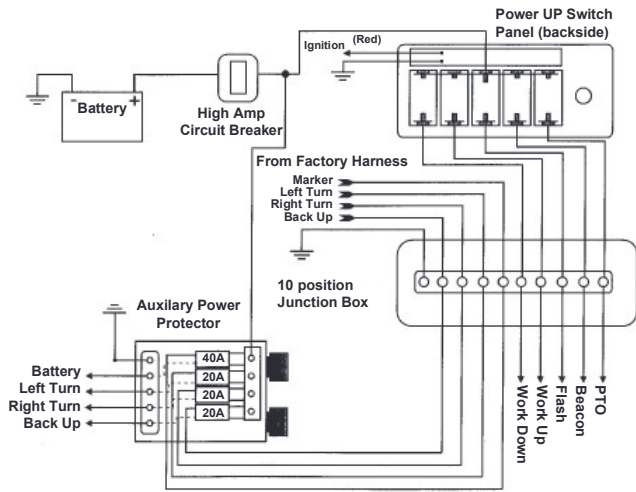 Power UP Switch
Panel (backside)
(Red)
Ignition
- Battery +
High Amp
Circuit Breaker
From Factory Harness
Marker
Left Turn
Right Turn
Back Up
10 position
Junction Box
Auxilary Power
Protector
40A
20A
20A
20A
Battery
Left Turn
Right Turn
Back Up
Work Down
Work Up
Flash
Beacon
PTO